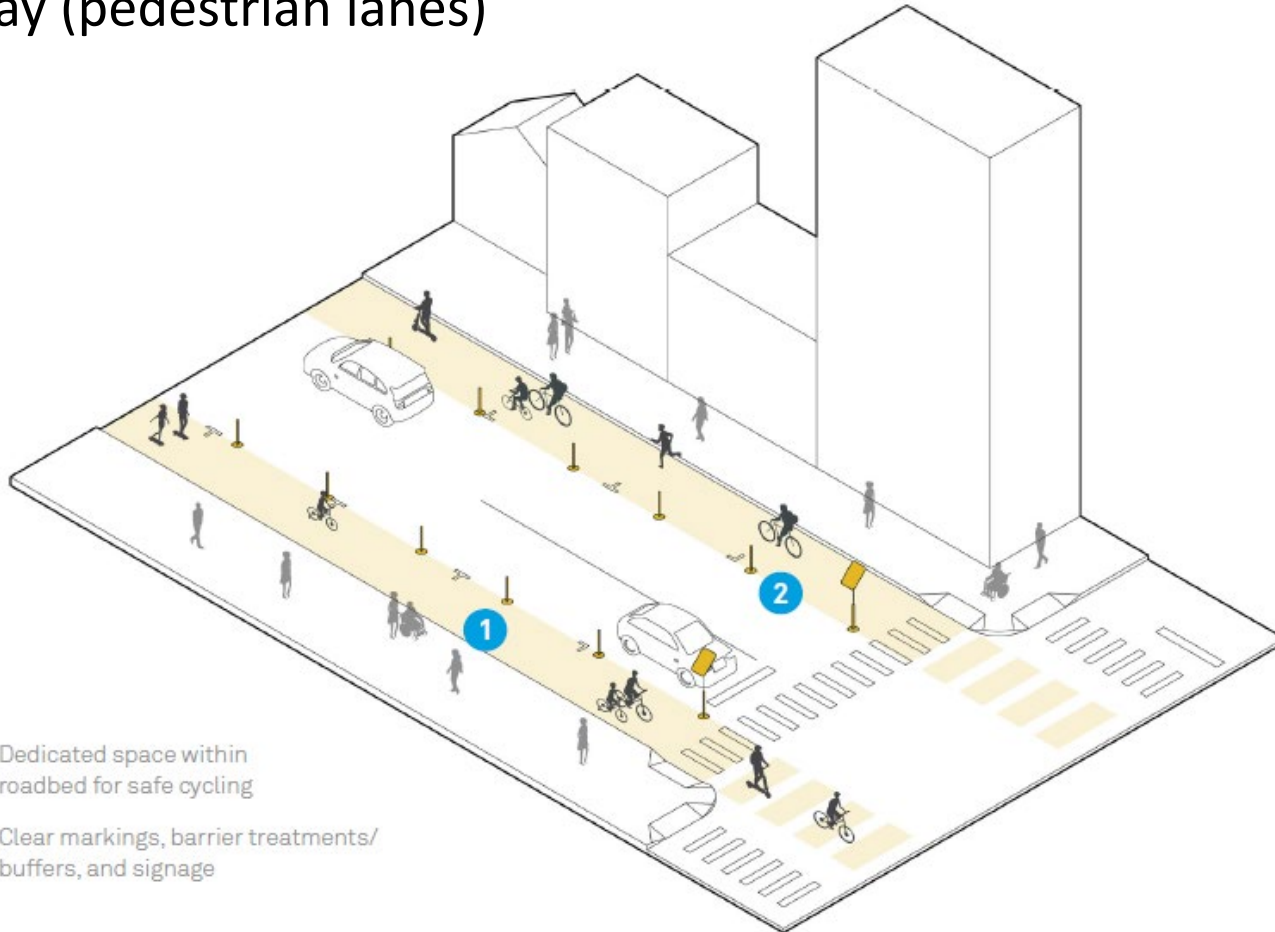 ay (pedestrian lanes)
2
1
Dedicated space within
roadbed for safe cycling
Clear markings, barrier treatments/
buffers, and signage